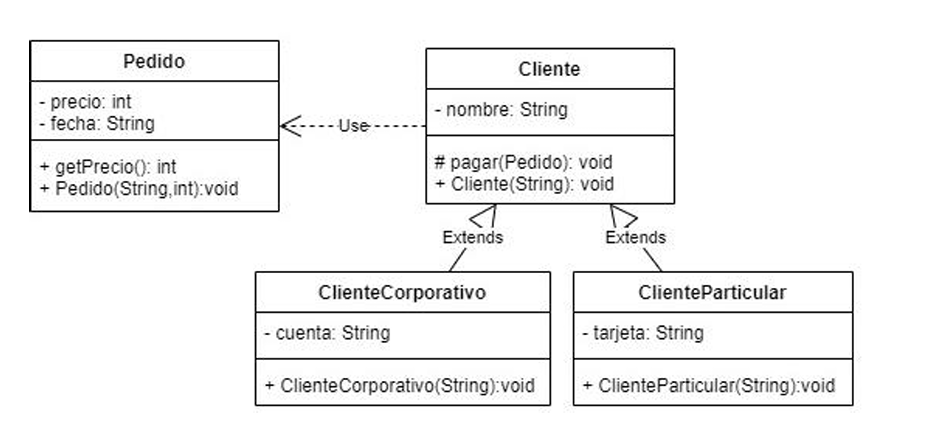 Pedido
- precio: int
- fecha: String
+ getPrecio(): int
+ Pedido(String,int):void
Use
Cliente
- nombre: String
# pagar(Pedido): void
+ Cliente(String): void
Extends
Extends
ClienteCorporativo
- cuenta: String
+ ClienteCorporativo(String):void
ClienteParticular
- tarjeta: String
+ ClienteParticular(String):void